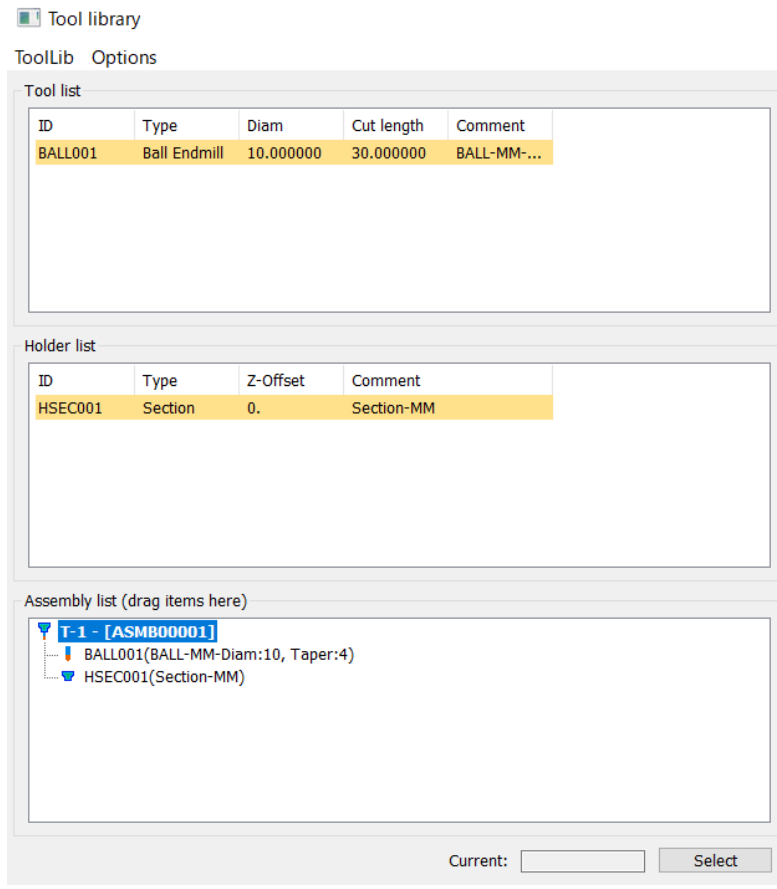 Tool library
ToolLib Options
Tool list
ID Type Diam Cut length Comment
BALL001 Ball Endmill 10.000000 30.000000 BALL-MM-...
Holder list
ID Type Z-Offset Comment
HSEC001 Section 0. Section-MM
Assembly list (drag items here)
T-1 - [ASMB00001]
BALL001(BALL-MM-Diam:10, Taper:4)
HSEC001(Section-MM)
Current: Select